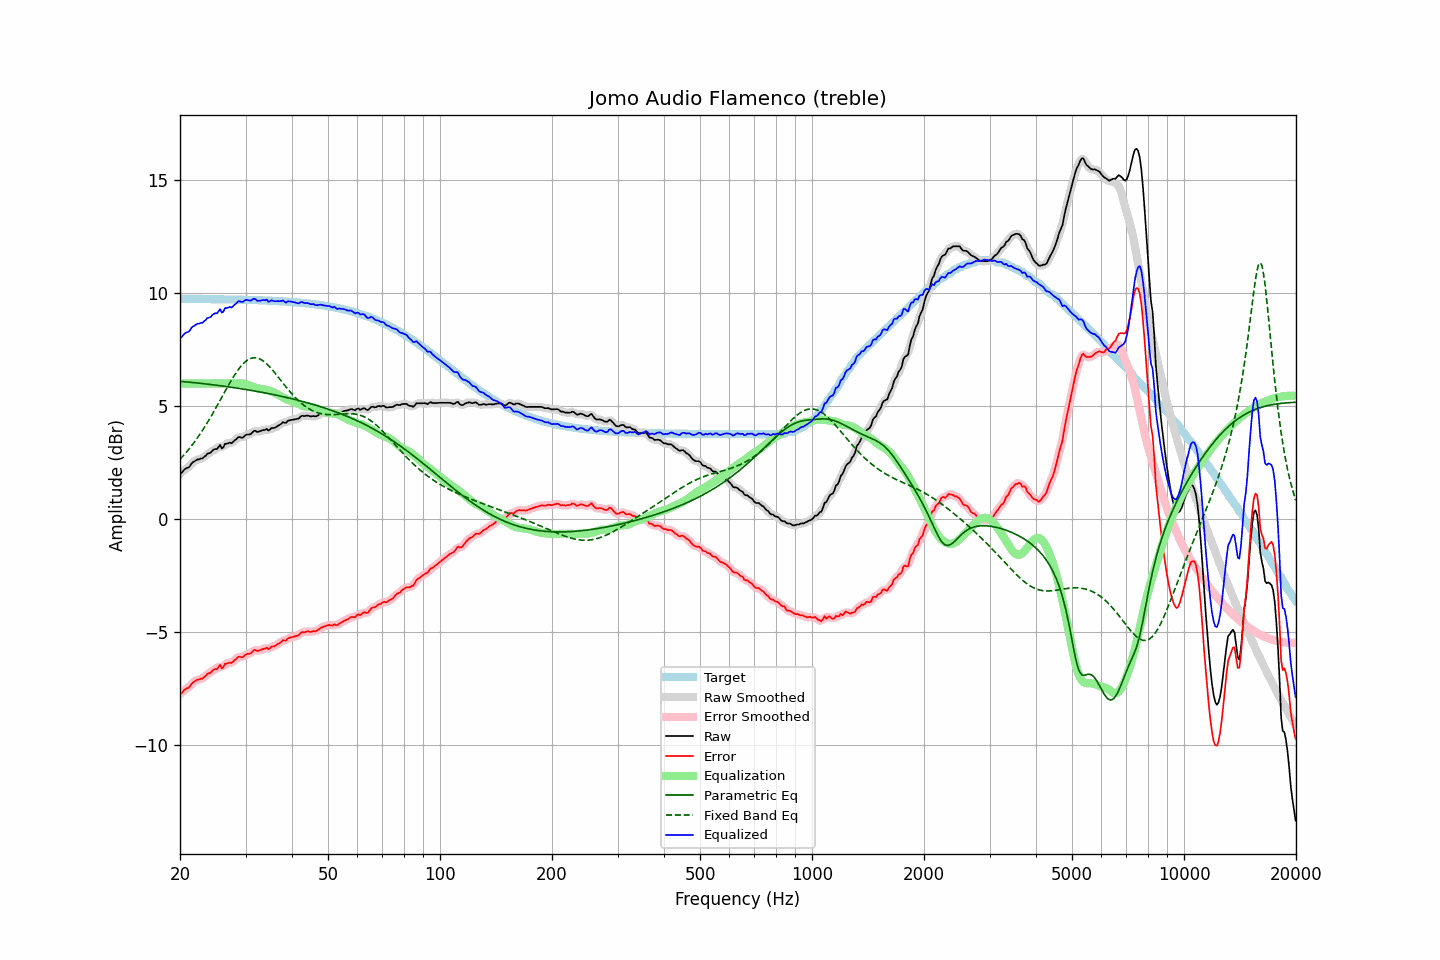 Jomo Audio Flamenco (treble)
Amplitude (dBr)
15
10
5
0
−5
−10
Target
Raw Smoothed
Error Smoothed
Raw
Error
Equalization
Parametric Eq
Fixed Band Eq
Equalized
20 50 100 200 500 1000 2000 5000 10000 20000
Frequency (Hz)